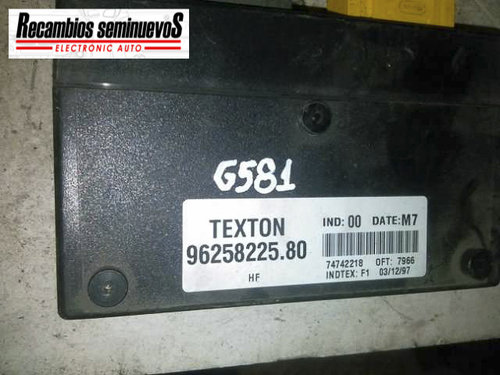 Recambios seminuevoS
ELECTRONIC AUTO
G581
TEXTON IND: 00 DATE: M7
96258225.80
74742218 OFT: 7966
HF INDTEX: F1 03/12/97